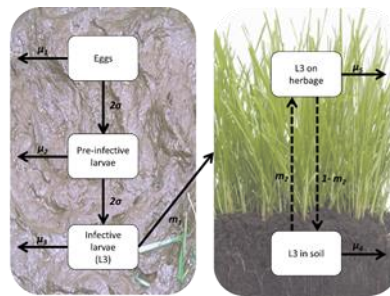 Eggs
μ₁
2σ
Pre-infective
larvae
μ₂
2σ
Infective
larvae
(L3)
μ₃
m₁
L3 on
herbage
μ₅
m₂
1- m₂
L3 in soil
μ₄